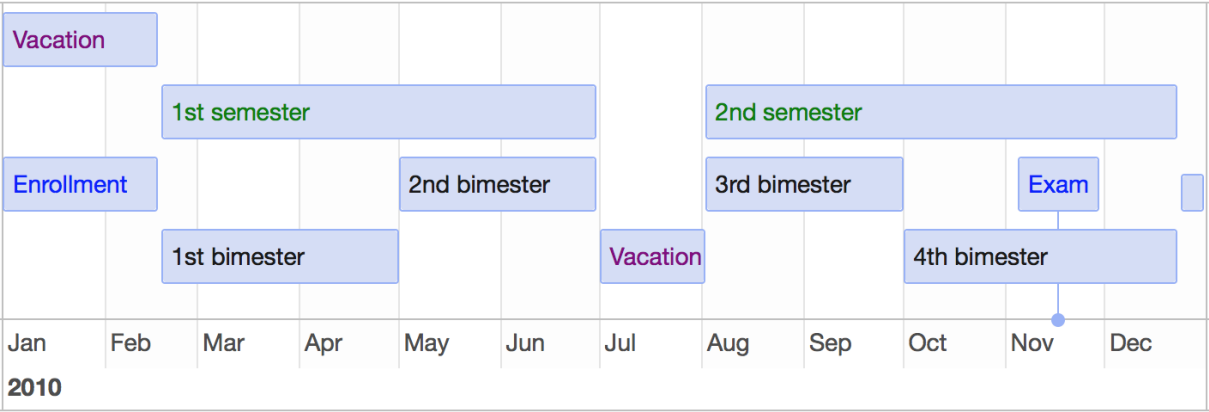 Vacation
1st semester
2nd semester
Enrollment
2nd bimester
3rd bimester
Exam
1st bimester
Vacation
4th bimester
Jan Feb Mar Apr May Jun Jul Aug Sep Oct Nov Dec
2010